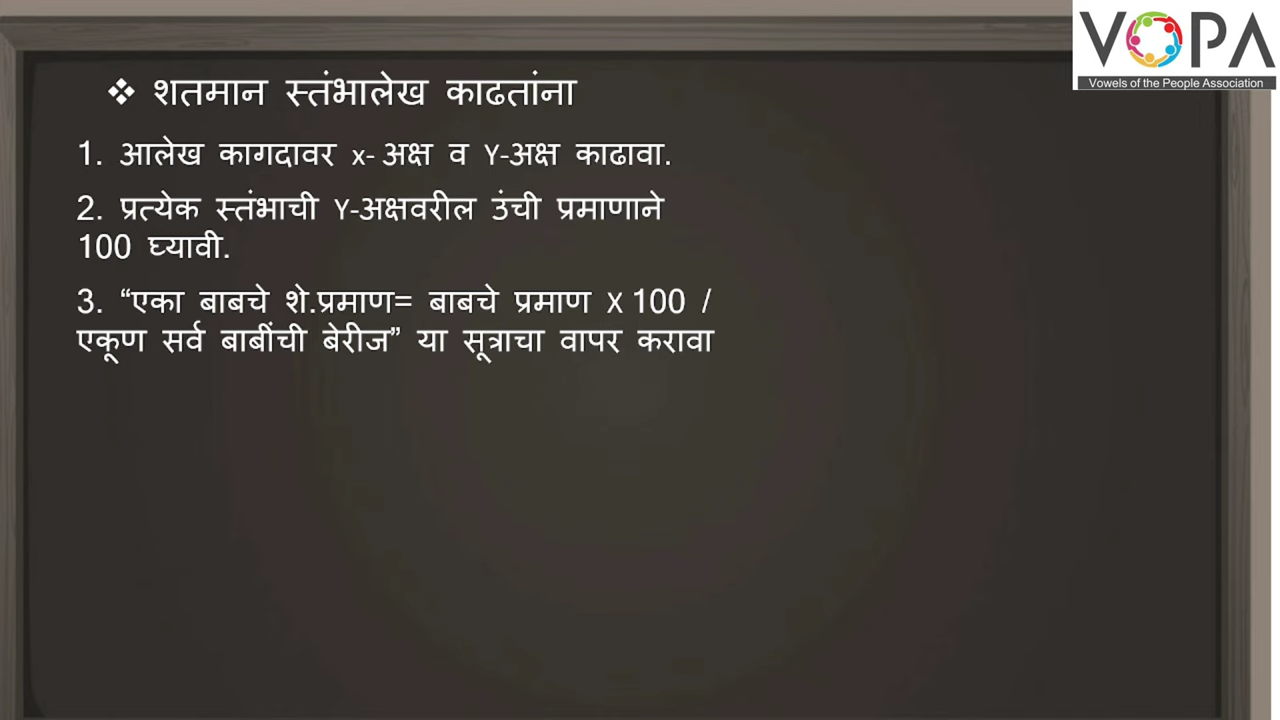 VOPA
Vowels of the People Association
❖ शतमान स्तंभालेख काढतांना
1. आलेख कागदावर x- अक्ष व Y-अक्ष काढावा.
2. प्रत्येक स्तंभाची Y-अक्षवरील उंची प्रमाणाने
100 घ्यावी.
3. “एका बाबचे शे.प्रमाण= बाबचे प्रमाण X 100 /
एकूण सर्व बाबींची बेरीज” या सूत्राचा वापर करावा